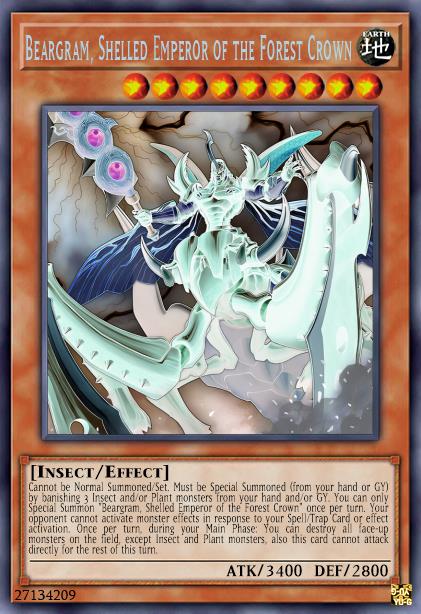 Beargram, Shelled Emperor of the Forest Crown
EARTH
地
[Insect/Effect]
Cannot be Normal Summoned/Set. Must be Special Summoned (from your hand or GY)
by banishing 3 Insect and/or Plant monsters from your hand and/or GY. You can only
Special Summon "Beargram, Shelled Emperor of the Forest Crown" once per turn. Your
opponent cannot activate monster effects in response to your Spell/Trap Card or effect
activation. Once per turn, during your Main Phase: You can destroy all face-up
monsters on the field, except Insect and Plant monsters, also this card cannot attack
directly for the rest of this turn.
ATK/3400 DEF/2800
27134209